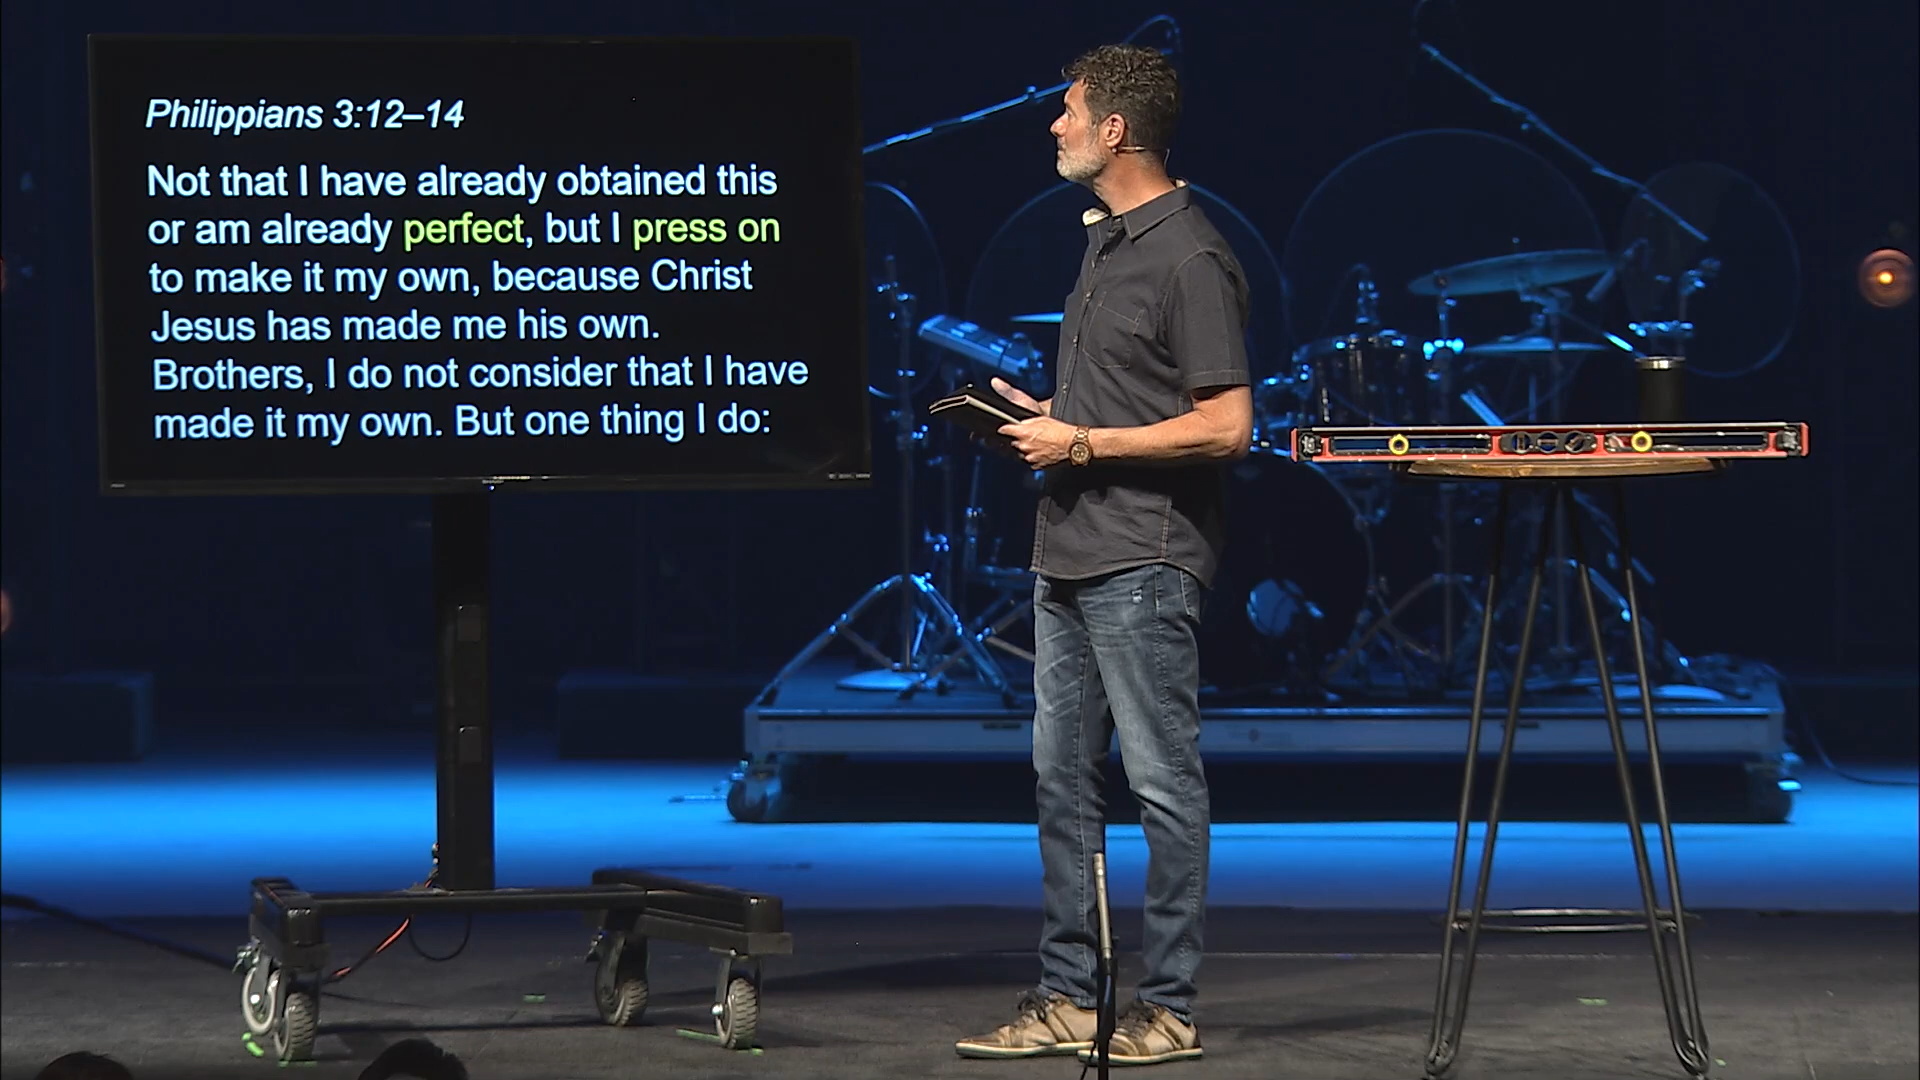 Philippians 3:12–14
Not that I have already obtained this
or am already perfect, but I press on
to make it my own, because Christ
Jesus has made me his own.
Brothers, I do not consider that I have
made it my own. But one thing I do: